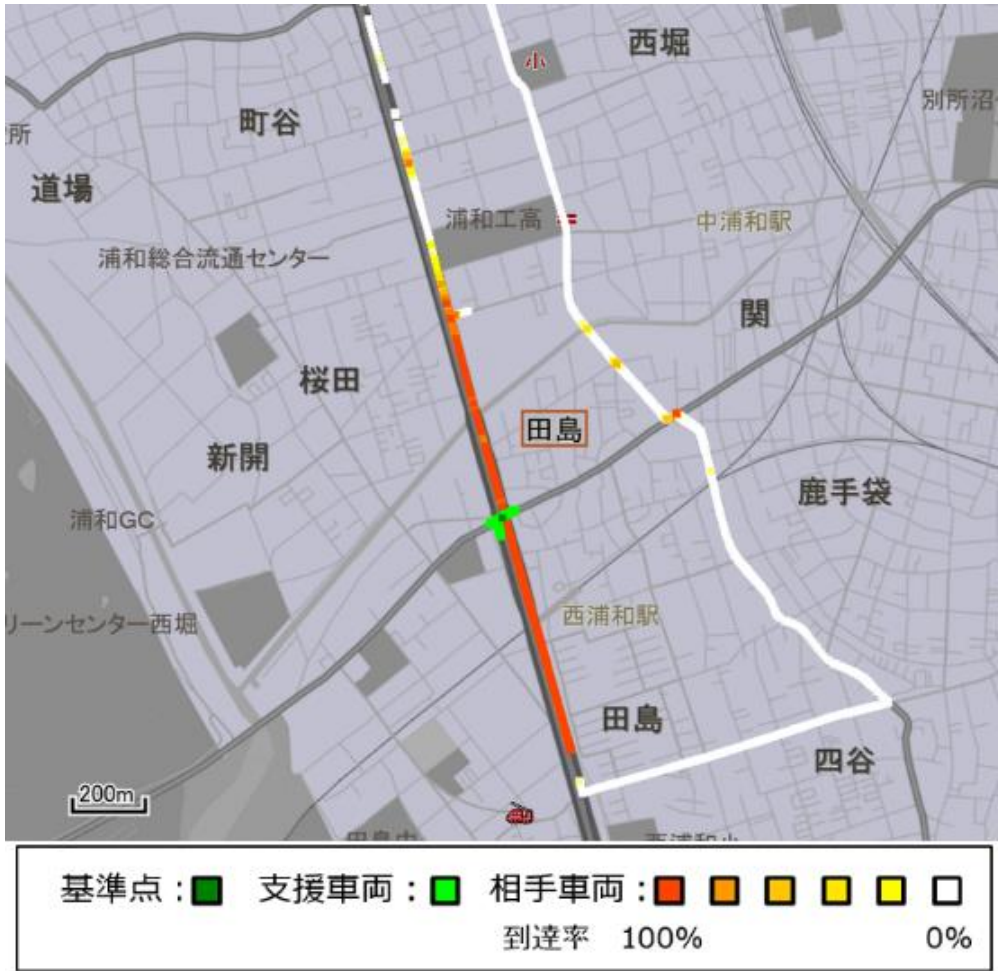 西堀
小
町谷
別所沼
所
道場
浦和工高
中浦和駅
浦和総合流通センター
関
桜田
田島
新開
鹿手袋
浦和GC
西浦和駅
リーンセンター西堀
田島
四谷
200m
基準点:
支援車両:
相手車両:
到達率 100% 0%